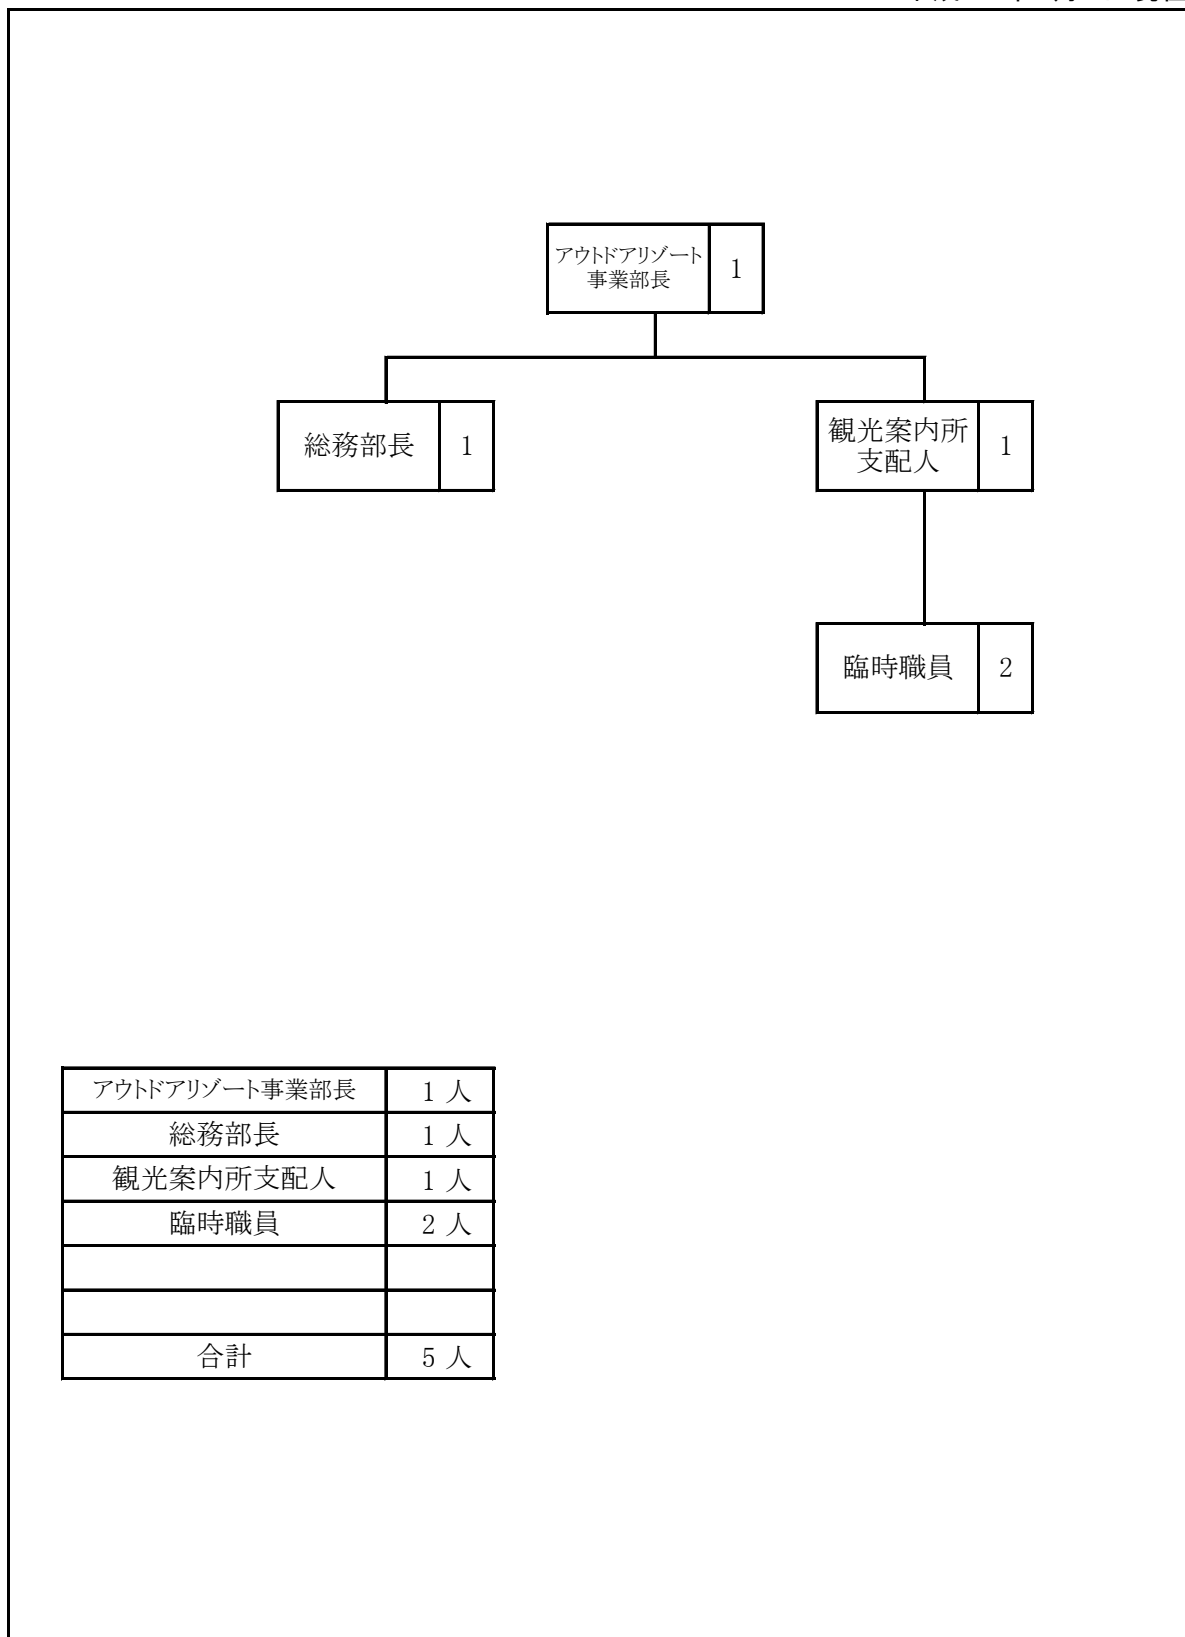 アウトドアリゾート
事業部長
1
総務部長 1
観光案内所
支配人
1
臨時職員 2
アウトドアリゾート事業部長 1 人
総務部長 1 人
観光案内所支配人 1 人
臨時職員 2 人
合計 5 人